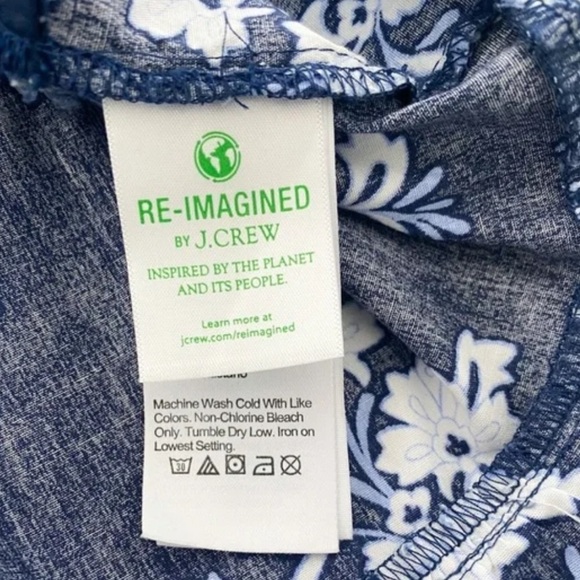 RE-IMAGINED
BY J.CREW
INSPIRED BY THE PLANET
AND ITS PEOPLE.
Learn more at
jcrew.com/reimagined
Machine Wash Cold With Like
Colors. Non-Chlorine Bleach
Only. Tumble Dry Low. Iron on
Lowest Setting.
30